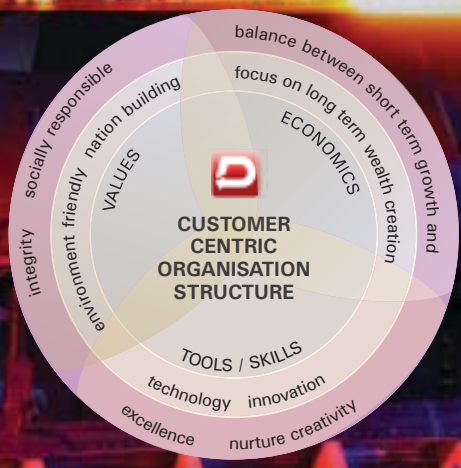 balance between short term growth and
focus on long term wealth creation
ECONOMICS
socially responsible
integrity
nation building
environment friendly
VALUES
CUSTOMER
CENTRIC
ORGANISATION
STRUCTURE
TOOLS / SKILLS
technology innovation
excellence nurture creativity